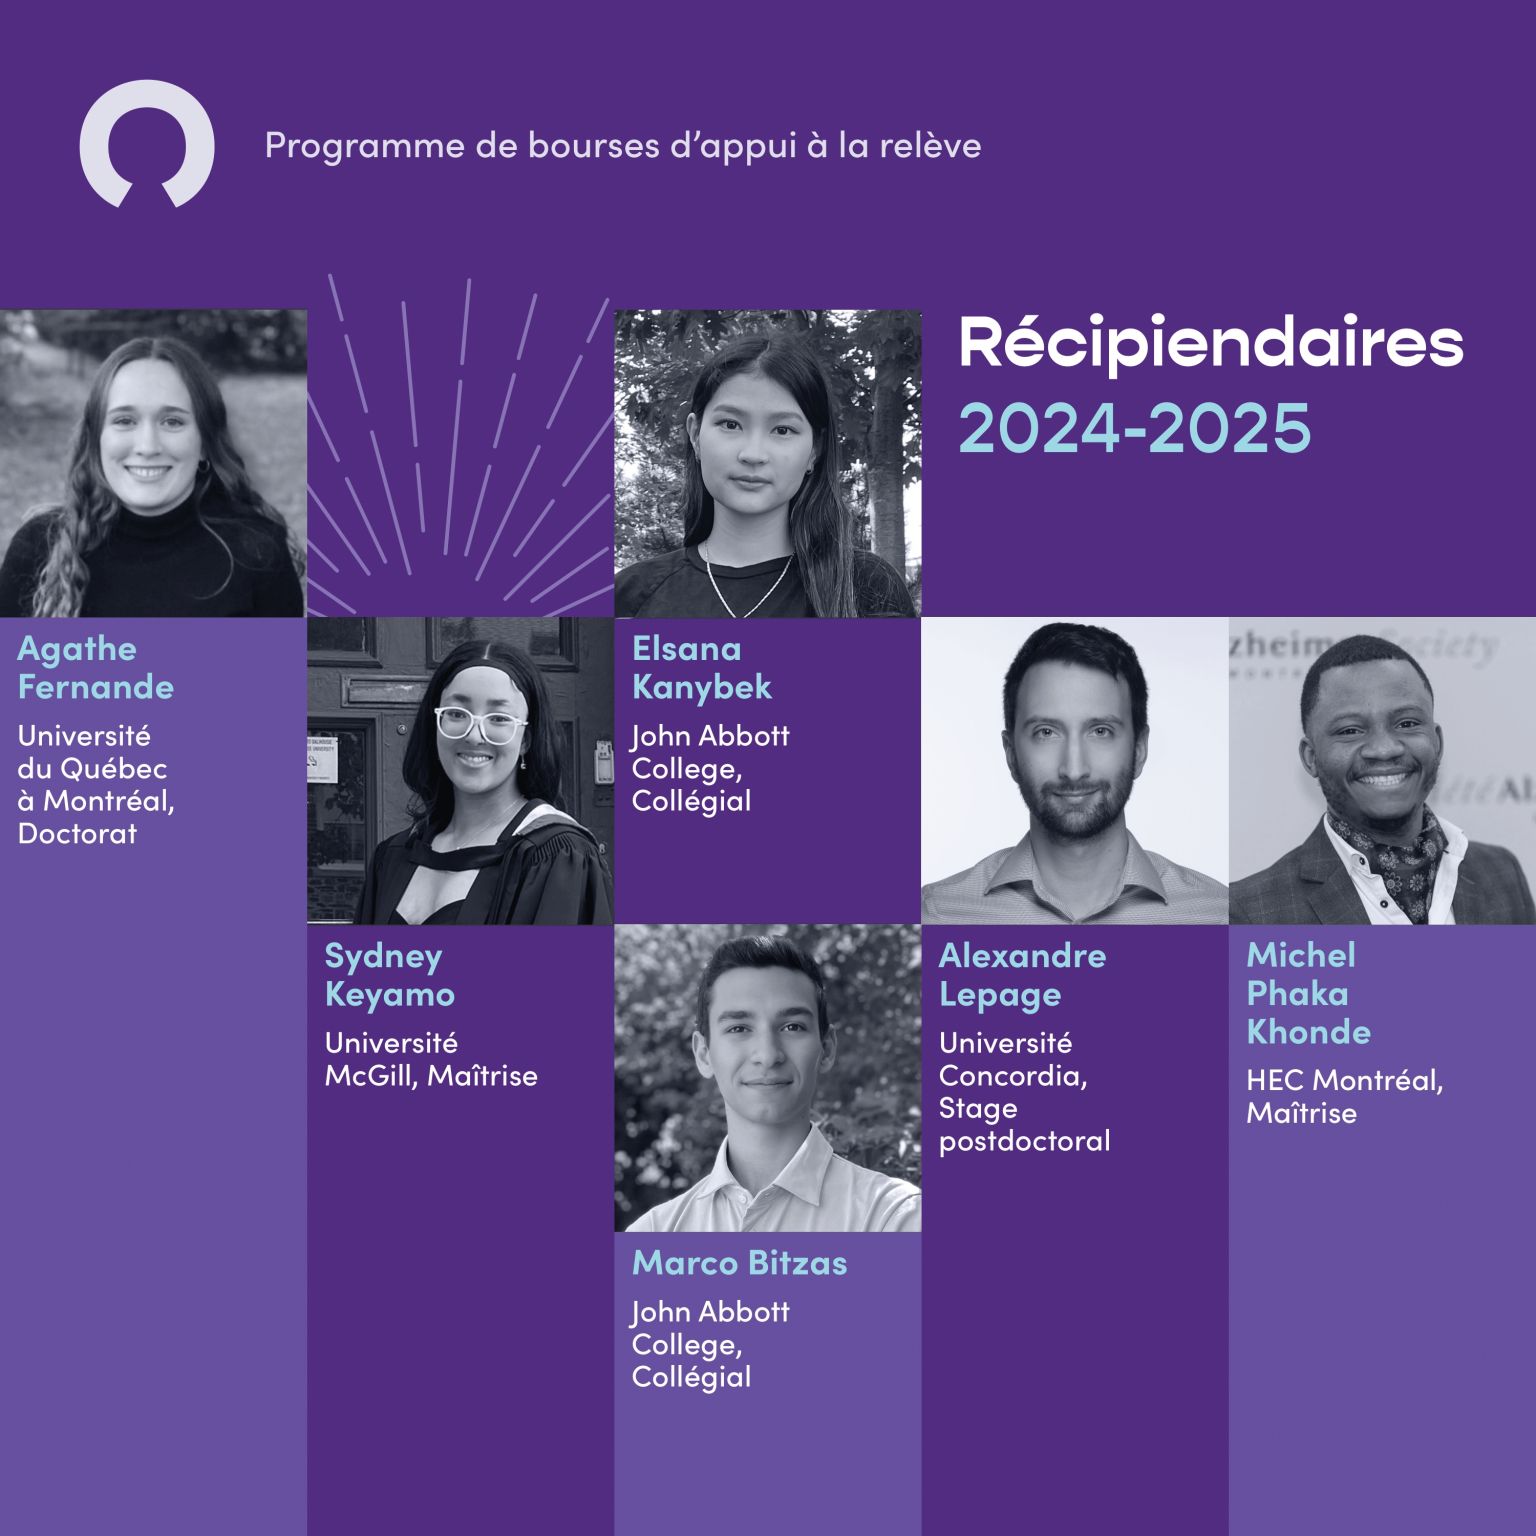 Programme de bourses d’appui à la relève
Récipiendaires
2024-2025
Agathe
Fernande
Université
du Québec
à Montréal,
Doctorat
Sydney
Keyamo
Université
McGill, Maîtrise
Elsana
Kanybek
John Abbott
College,
Collégial
Marco Bitzas
John Abbott
College,
Collégial
Alexandre
Lepage
Université
Concordia,
Stage
postdoctoral
Michel
Phaka
Khonde
HEC Montréal,
Maîtrise